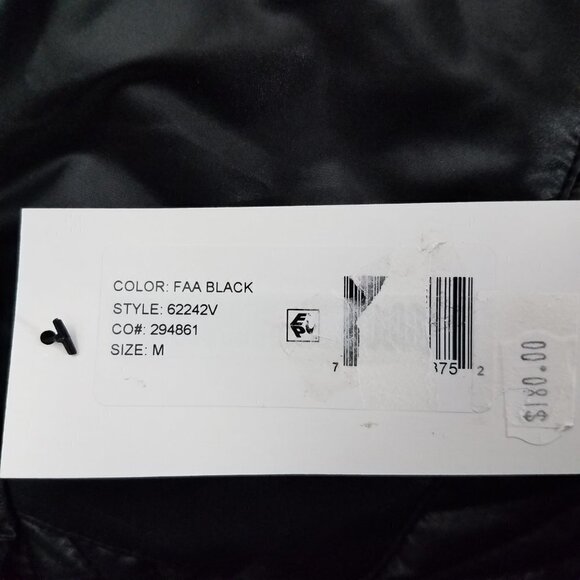 COLOR: FAA BLACK
STYLE: 62242V
CO#: 294861
SIZE: M
7
875
2
$180.00